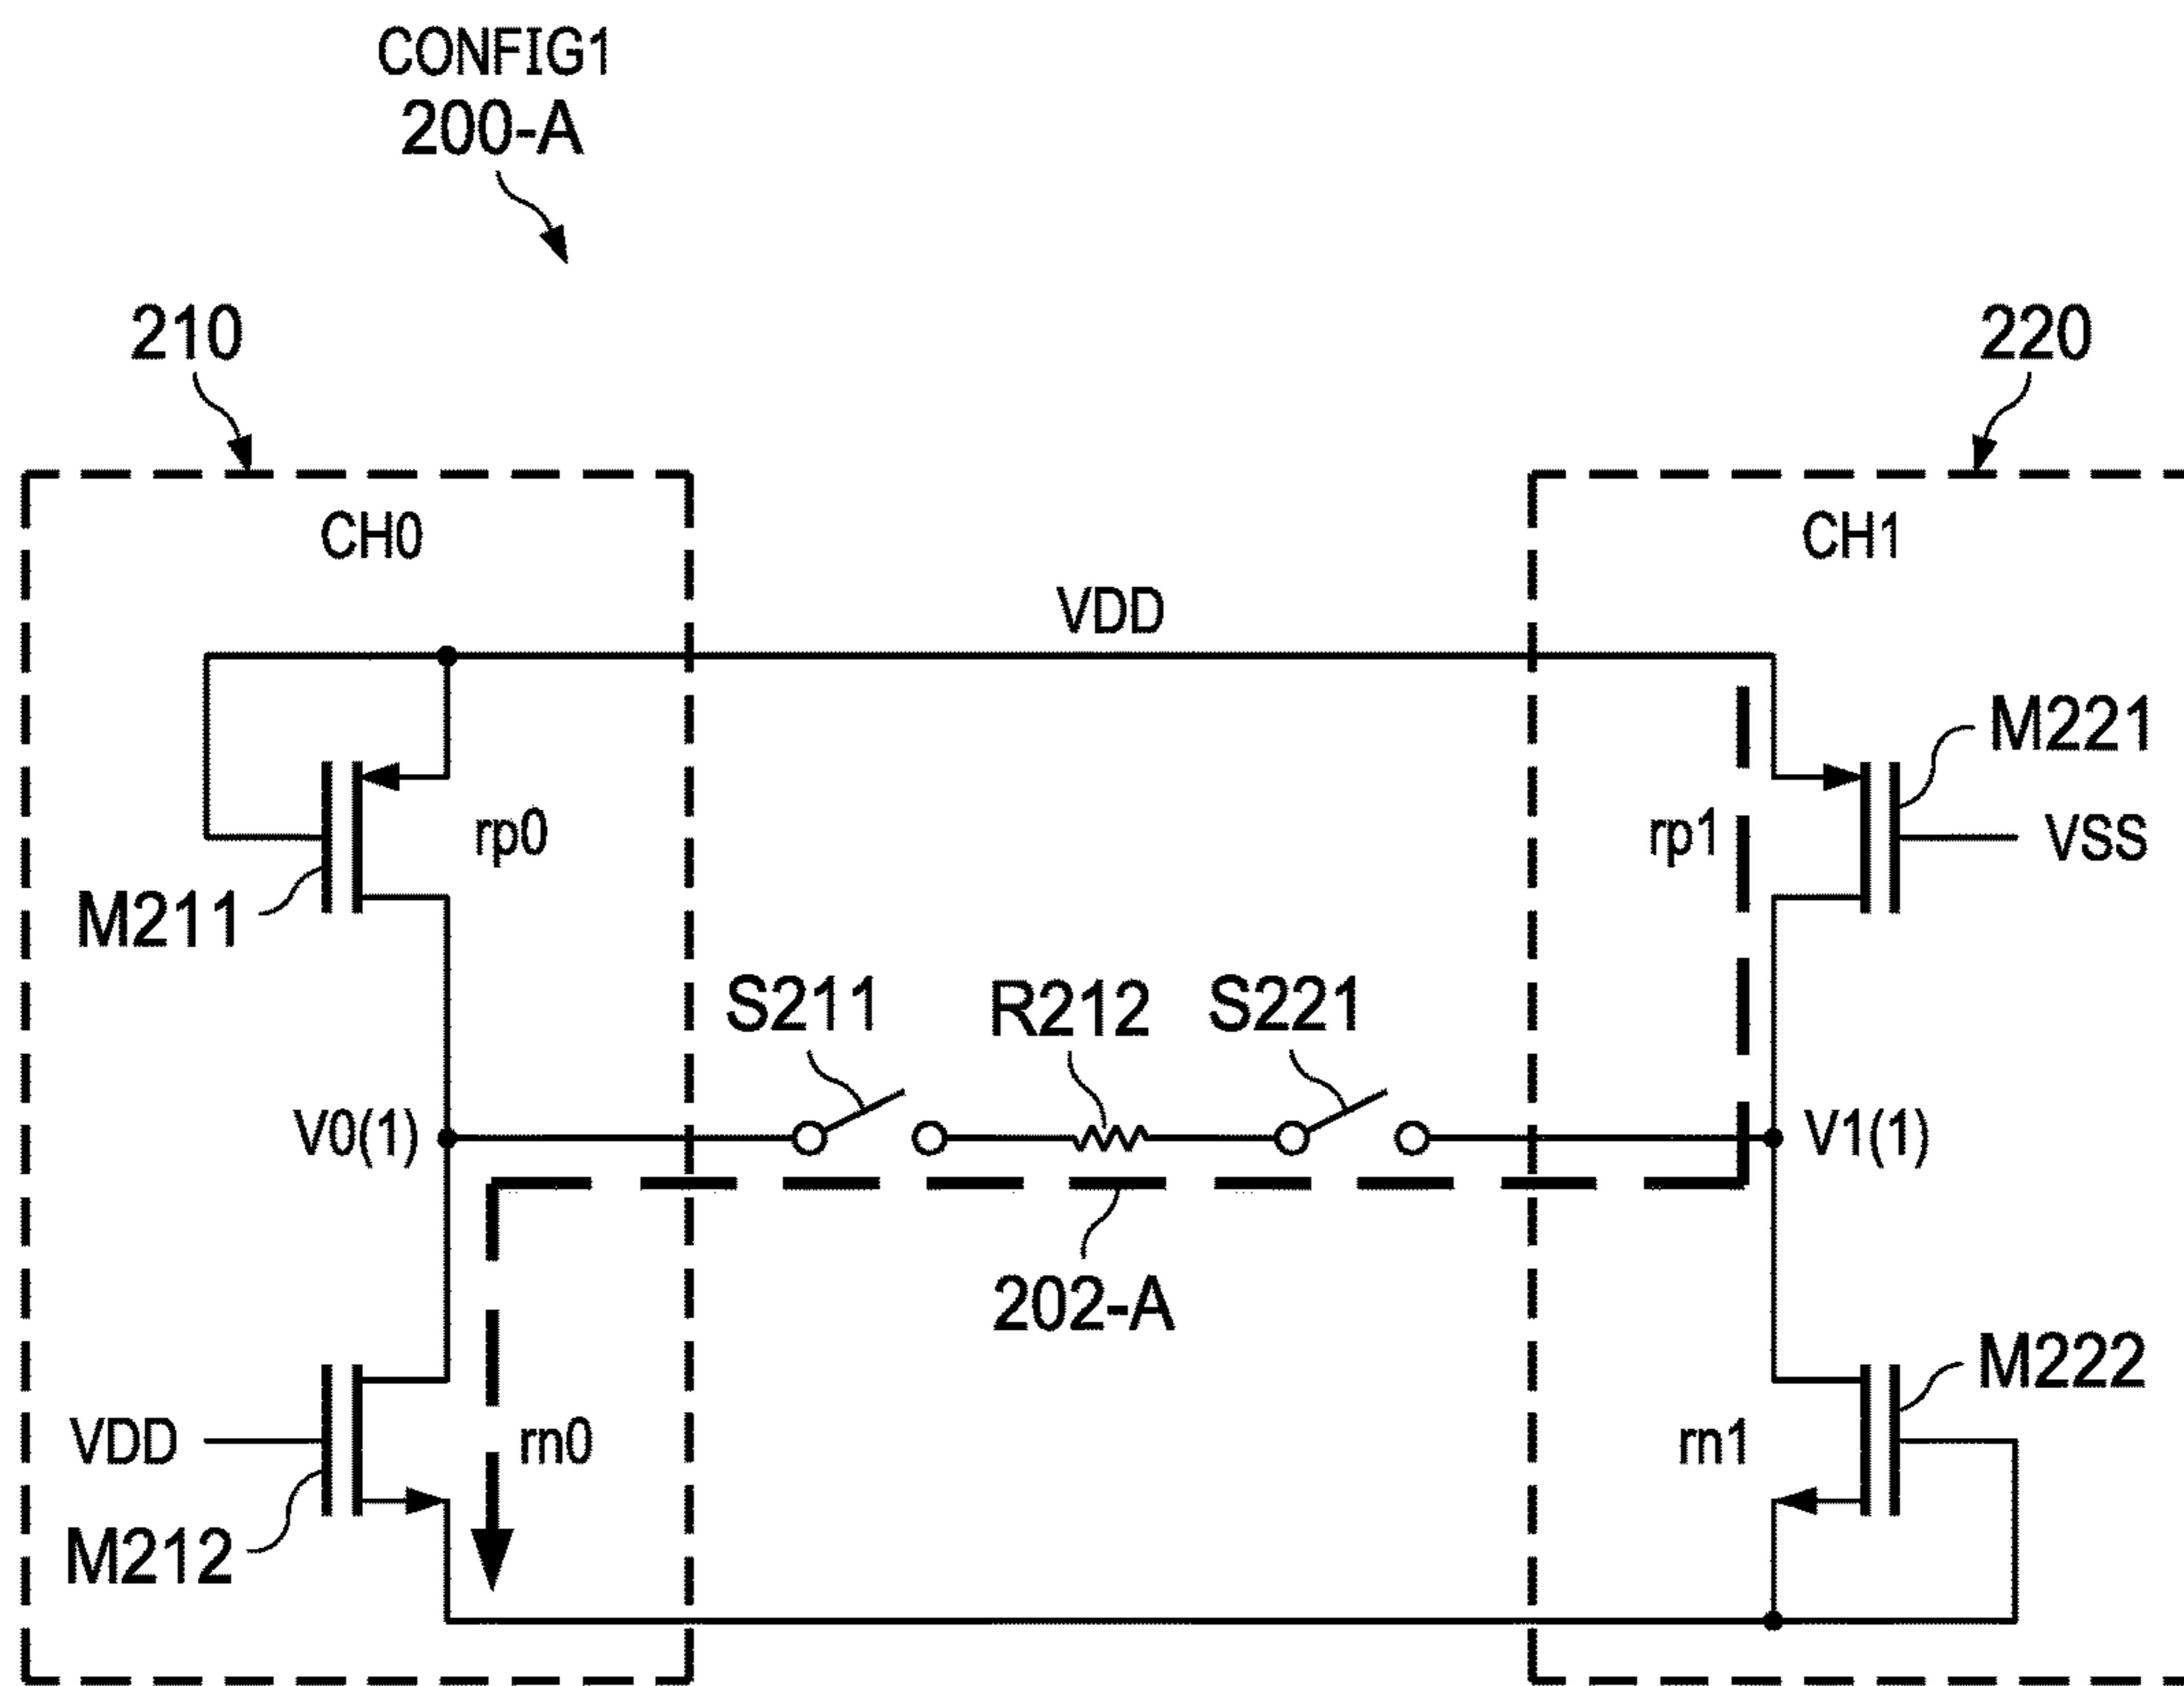 CONFIG1
200-A
210
220
CH0
CH1
VDD
M221
rp0
rp1
VSS
M211
S211
R212
S221
V0(1)
V1(1)
202-A
M222
VDD
rn0
rn1
M212